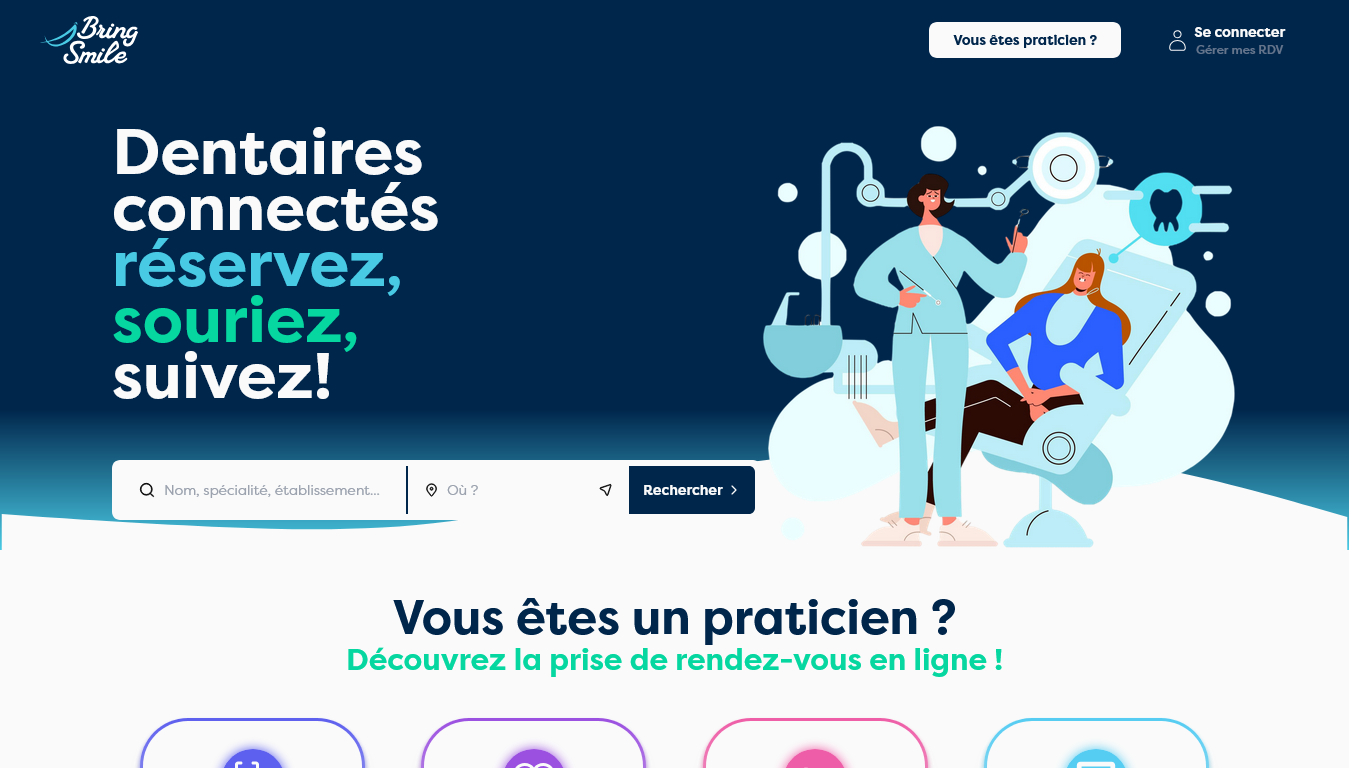 Bring
Smile
Vous êtes praticien ?
Se connecter
Gérer mes RDV
Dentaires
connectés
réservez,
souriez,
suivez!
Nom, spécialité, établissement...
Où ?
Rechercher
Vous êtes un praticien ?
Découvrez la prise de rendez-vous en ligne !